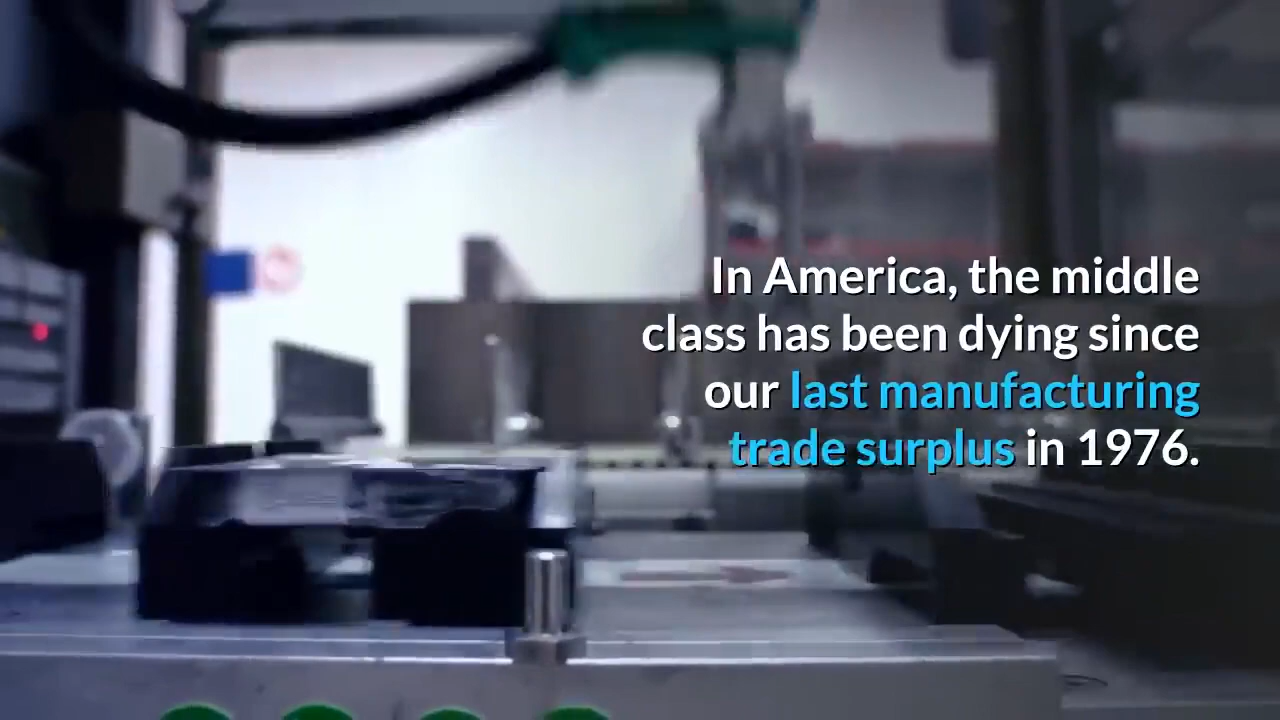 In America, the middle
class has been dying since
our last manufacturing
trade surplus in 1976.